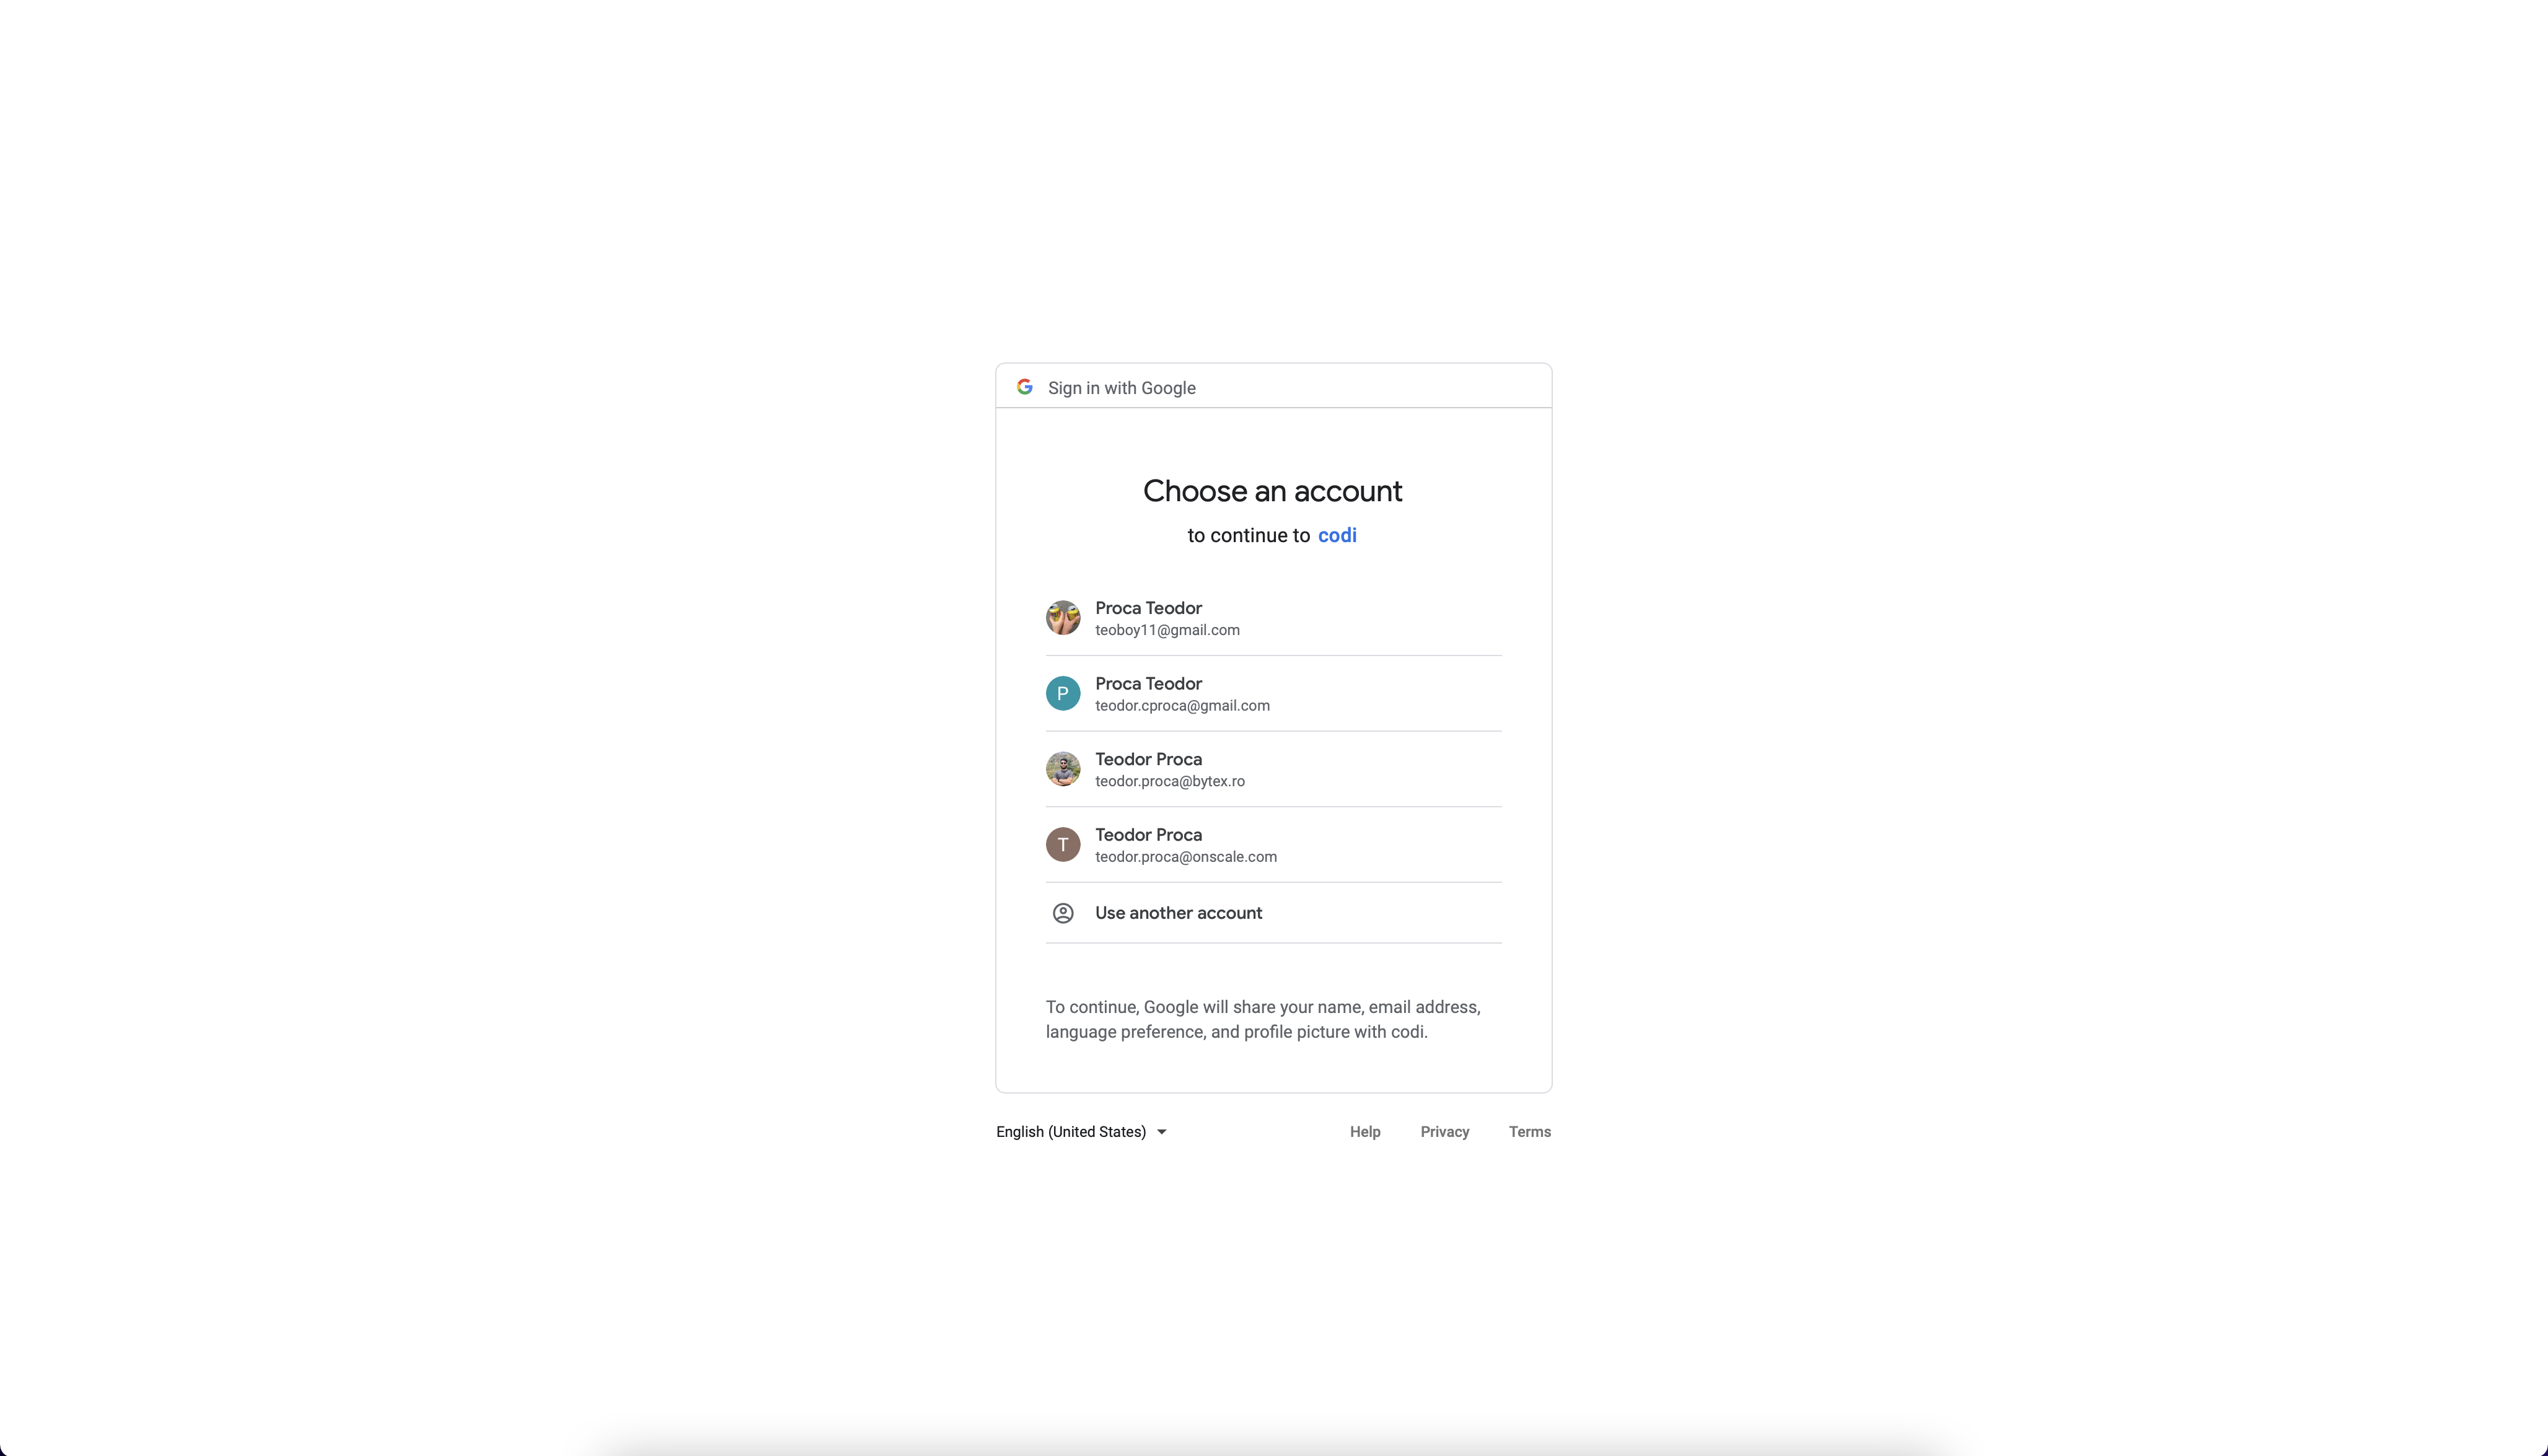 Sign in with Google
Choose an account
to continue to codi
Proca Teodor
teoboy11@gmail.com
P
Proca Teodor
teodor.cproca@gmail.com
Teodor Proca
teodor.proca@bytex.ro
T
Teodor Proca
teodor.proca@onscale.com
Use another account
To continue, Google will share your name, email address,
language preference, and profile picture with codi.
English (United States) Help Privacy Terms